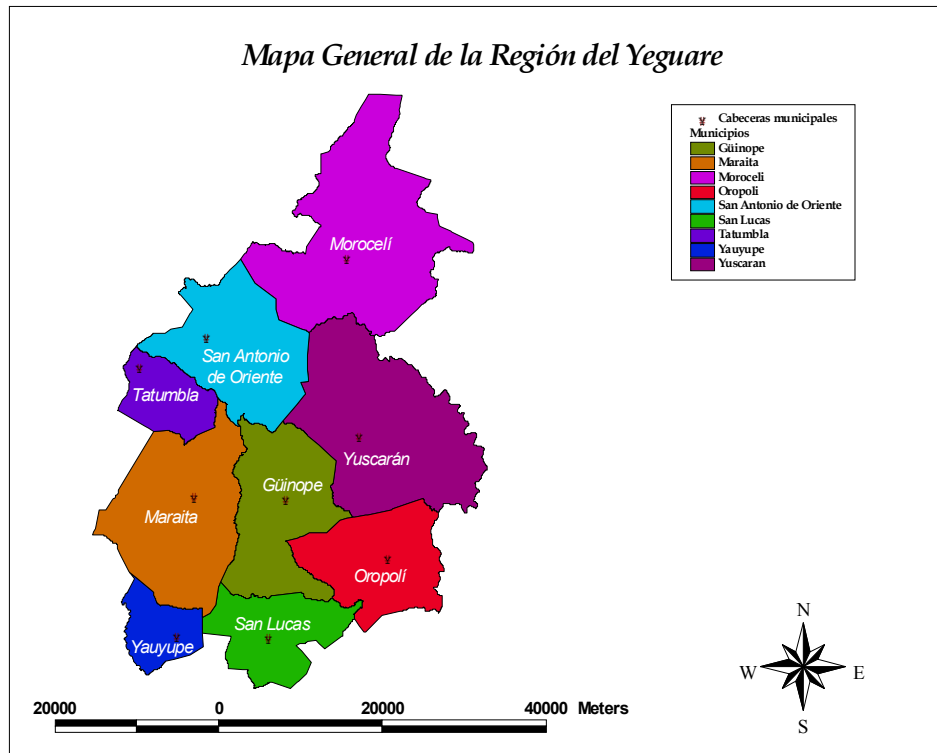 Mapa General de la Región del Yeguare
Cabeceras municipales
Municipios
Güinope
Maraita
Moroceli
Oropoli
San Antonio de Oriente
San Lucas
Tatumbla
Yauyupe
Yuscaran
Morocelí
San Antonio
de Oriente
Tatumbla
Yuscarán
Güinope
Maraita
Oropolí
San Lucas
Yauyupe
N
W E
S
20000 0 20000 40000 Meters